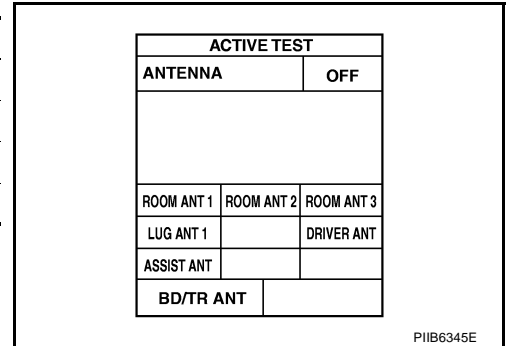 ACTIVE TEST
ANTENNA OFF
ROOM ANT 1 ROOM ANT 2 ROOM ANT 3
LUG ANT 1 DRIVER ANT
ASSIST ANT
BD/TR ANT
PIIB6345E